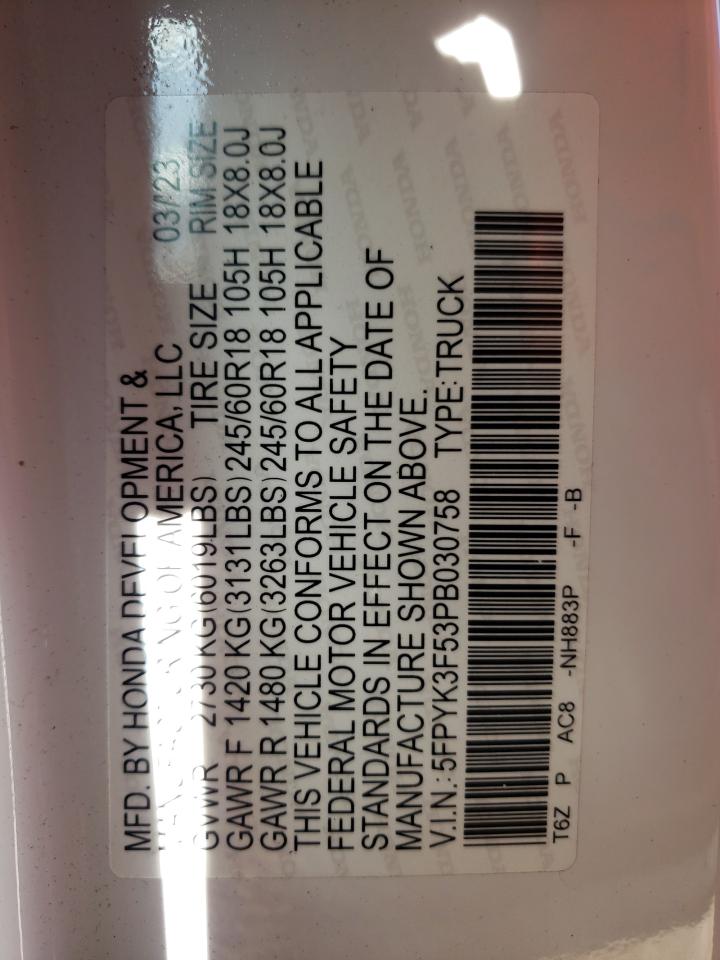 MFD. BY HONDA DEVELOPMENT &
MANUFACTURING OF AMERICA, LLC 03/23
GVWR 2730 KG(6019LBS) TIRE SIZE RIM SIZE
GAWR F 1420 KG(3131LBS) 245/60R18 105H 18X8.0J
GAWR R 1480 KG(3263LBS) 245/60R18 105H 18X8.0J
THIS VEHICLE CONFORMS TO ALL APPLICABLE
FEDERAL MOTOR VEHICLE SAFETY
STANDARDS IN EFFECT ON THE DATE OF
MANUFACTURE SHOWN ABOVE.
V.I.N.: 5FPYK3F53PB030758 TYPE:TRUCK
T6Z P AC8 -NH883P -F -B